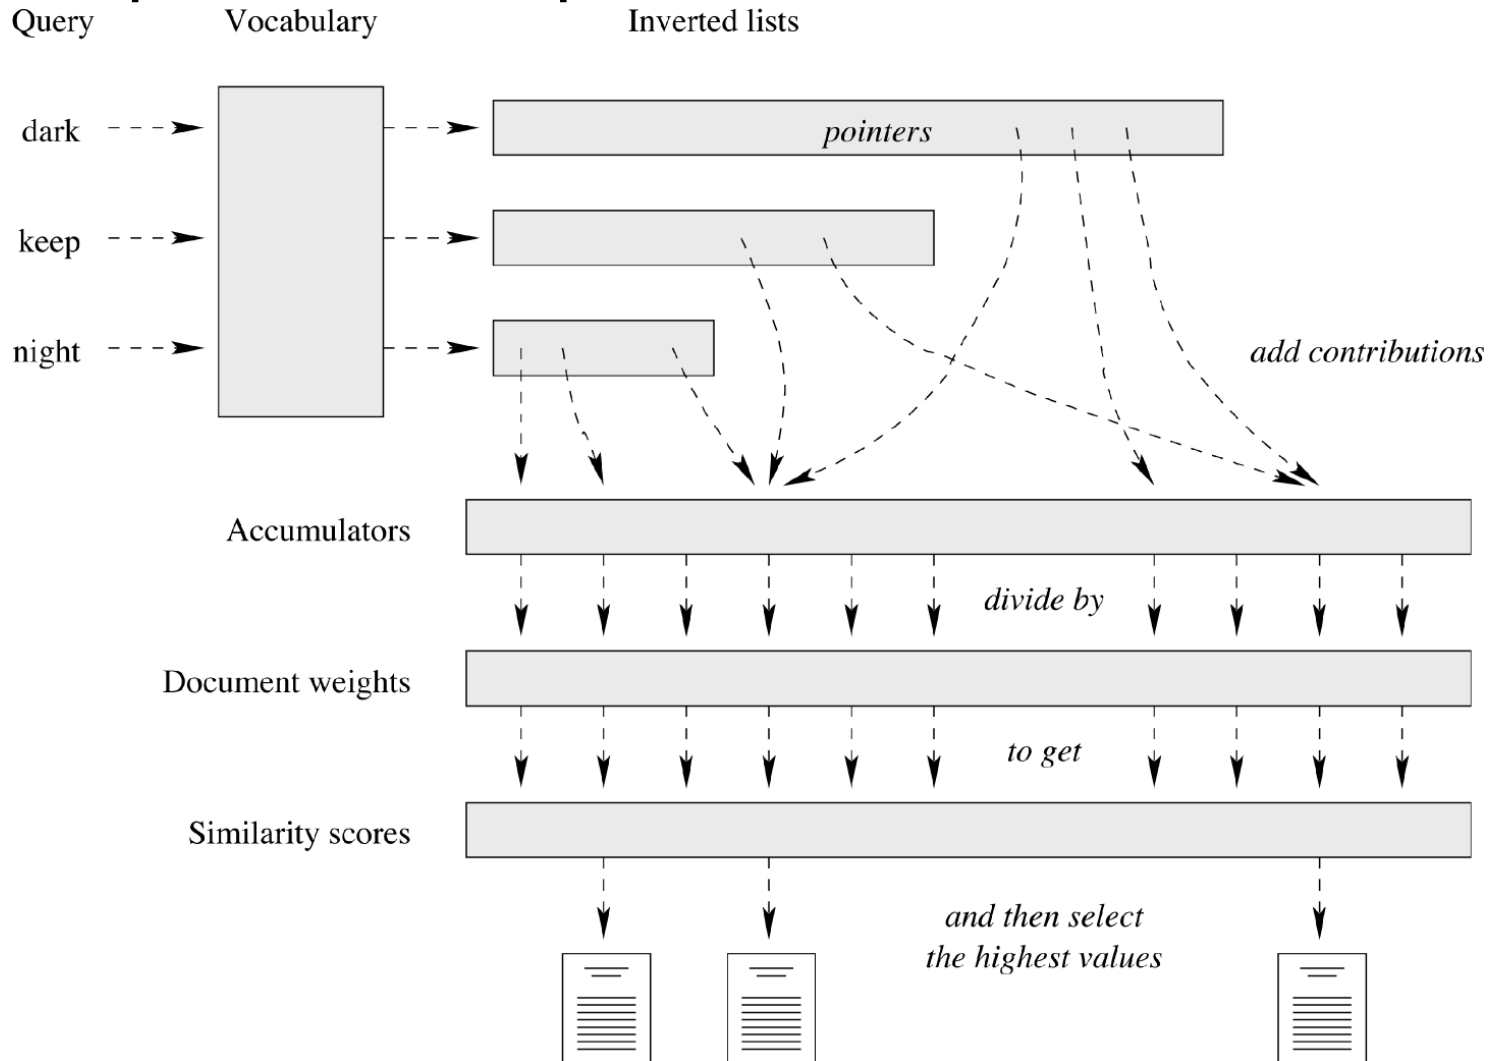 Query Vocabulary Inverted lists
dark pointers
keep
night add contributions
Accumulators
divide by
Document weights
to get
Similarity scores
and then select
the highest values